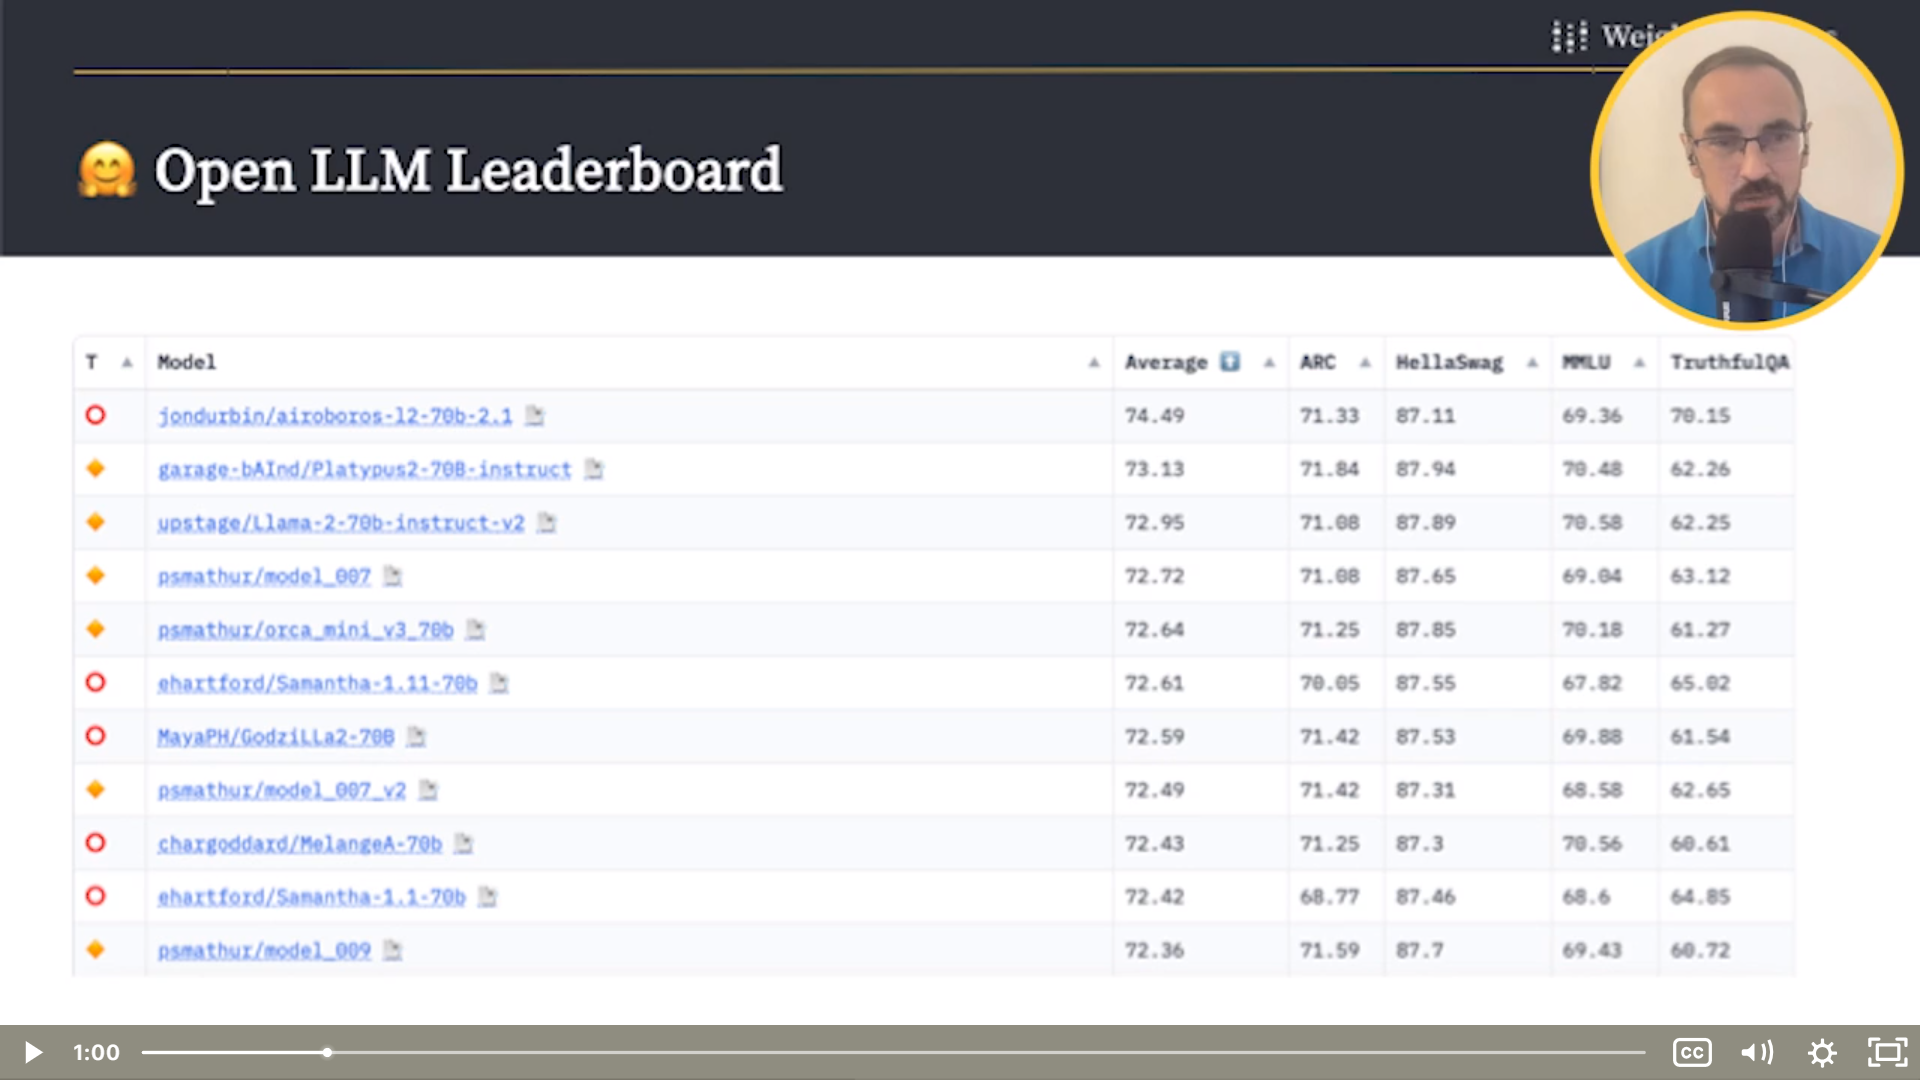 🤗 Open LLM Leaderboard
T Model Average ⬆️ ARC HellaSwag MMLU TruthfulQA
jondurbin/airoboros-l2-70b-2.1 74.49 71.33 87.11 69.36 70.15
garage-bAInd/Platypus2-70B-instruct 73.13 71.84 87.94 70.48 62.26
upstage/Llama-2-70b-instruct-v2 72.95 71.08 87.89 70.58 62.25
psmathur/model_007 72.72 71.08 87.65 69.04 63.12
psmathur/orca_mini_v3_70b 72.64 71.25 87.85 70.18 61.27
ehartford/Samantha-1.11-70b 72.61 70.05 87.55 67.82 65.02
MayaPH/GodziLLa2-70B 72.59 71.42 87.53 69.88 61.54
psmathur/model_007_v2 72.49 71.42 87.31 68.58 62.65
chargoddard/MelangeA-70b 72.43 71.25 87.3 70.56 60.61
ehartford/Samantha-1.1-70b 72.42 68.77 87.46 68.6 64.85
psmathur/model_009 72.36 71.59 87.7 69.43 60.72
1:00 CC